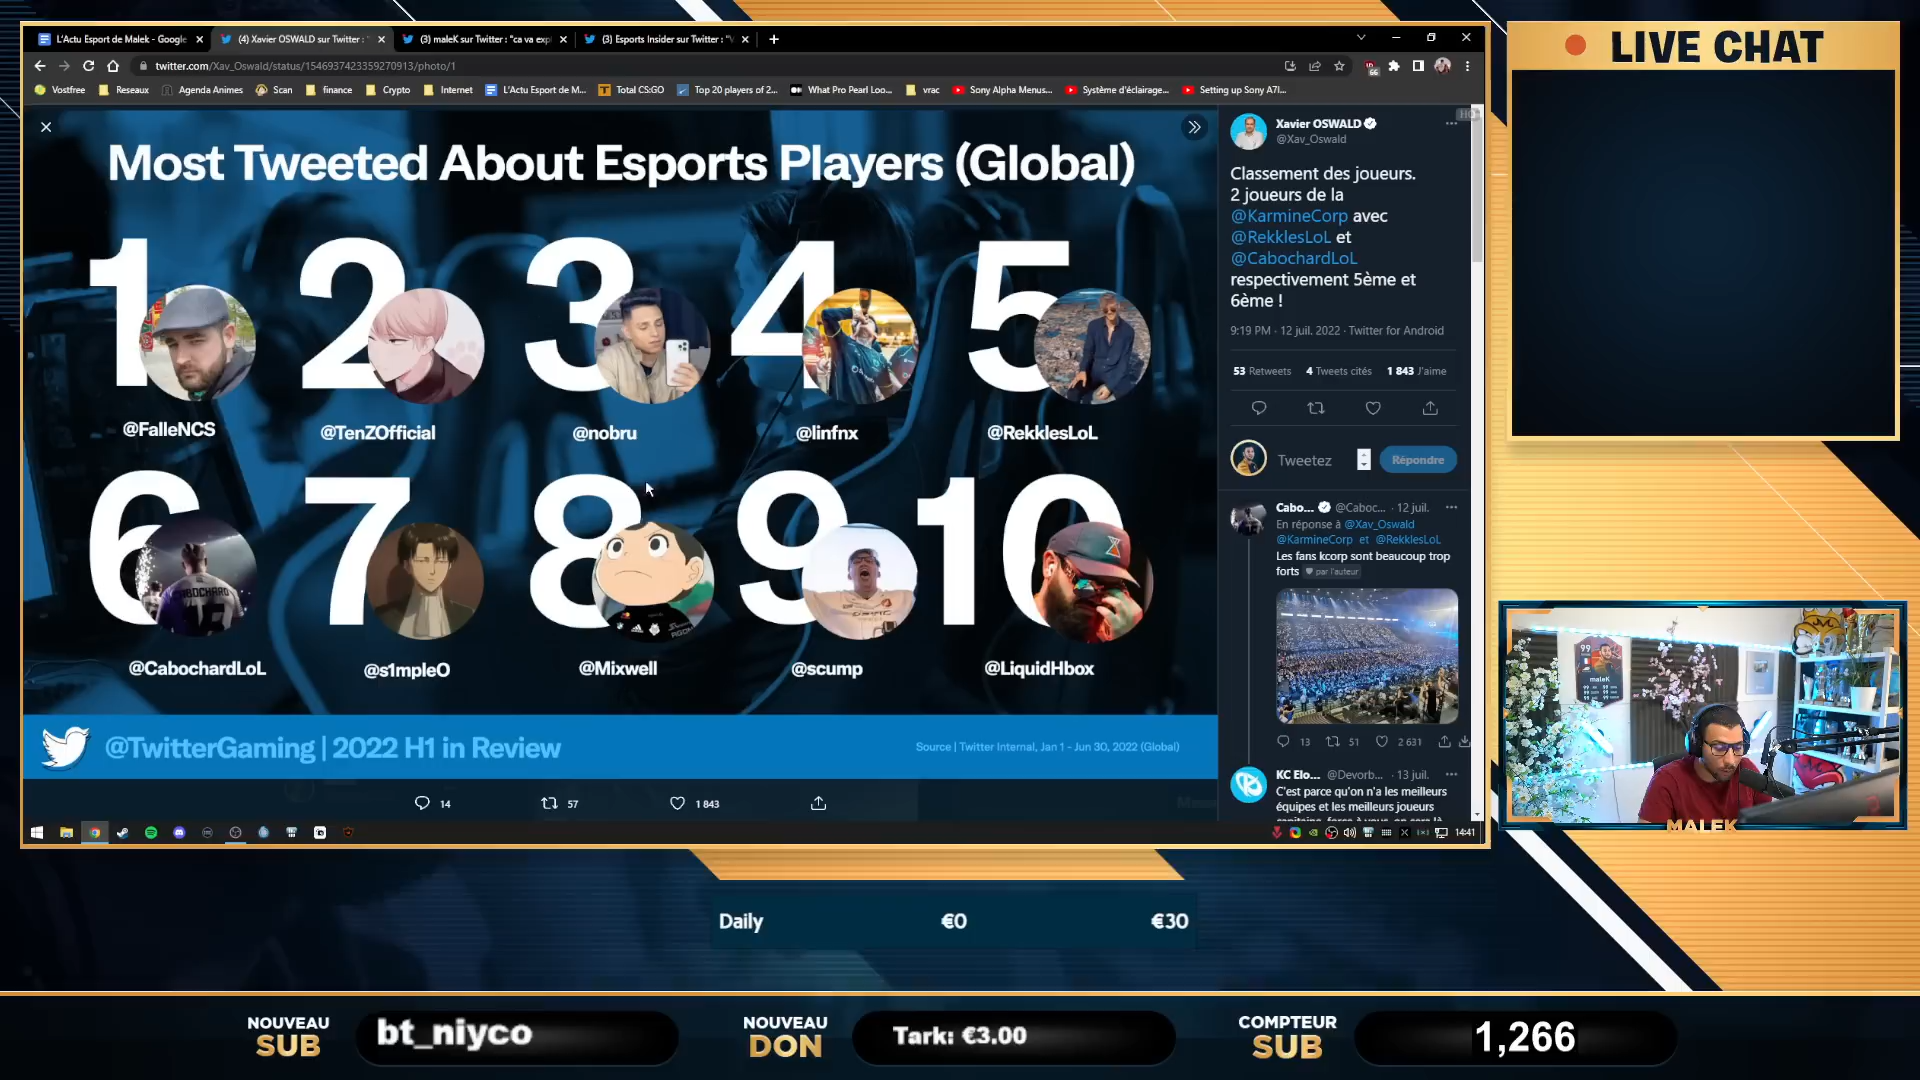 L'Actu Esport de Malek - Google
(4) Xavier OSWALD sur Twitter : "
(3) maleK sur Twitter : "ca va exp
(3) Esports Insider sur Twitter : "V
twitter.com/Xav_Oswald/status/1546937423359270913/photo/1
Vostfree
Reseaux
Agenda Animes
Scan
finance
Crypto
Internet
L'Actu Esport de M...
Total CS:GO
Top 20 players of 2...
What Pro Pearl Loo...
vrac
Sony Alpha Menus...
Système d'éclairage...
Setting up Sony A7I...
LIVE CHAT
Most Tweeted About Esports Players (Global)
1 2 3 4 5
@FalleNCS
@TenZOfficial
@nobru
@linfnx
@RekklesLoL
6 7 8 9 10
CABOCHARD
@CabochardLoL
@s1mpleO
@Mixwell
@scump
@LiquidHbox
@TwitterGaming | 2022 H1 in Review
Source | Twitter Internal, Jan 1 - Jun 30, 2022 (Global)
14
57
1 843
Xavier OSWALD
@Xav_Oswald
Classement des joueurs.
2 joueurs de la
@KarmineCorp avec
@RekklesLoL et
@CabochardLoL
respectivement 5ème et
6ème !
9:19 PM · 12 juil. 2022 · Twitter for Android
53 Retweets 4 Tweets cités 1 843 J'aime
Tweetez
Répondre
Cabo... @Caboc... · 12 juil.
En réponse à @Xav_Oswald
@KarmineCorp et @RekklesLoL
Les fans kcorp sont beaucoup trop
forts
par l'auteur
13
51
2 631
KC Elo... @Devorb... · 13 juil.
C'est parce qu'on n'a les meilleurs
équipes et les meilleurs joueurs
14:41
99
maleK
MALEK
Daily €0 €30
NOUVEAU
SUB
bt_niyco
NOUVEAU
DON
Tark: €3.00
COMPTEUR
SUB
1,266